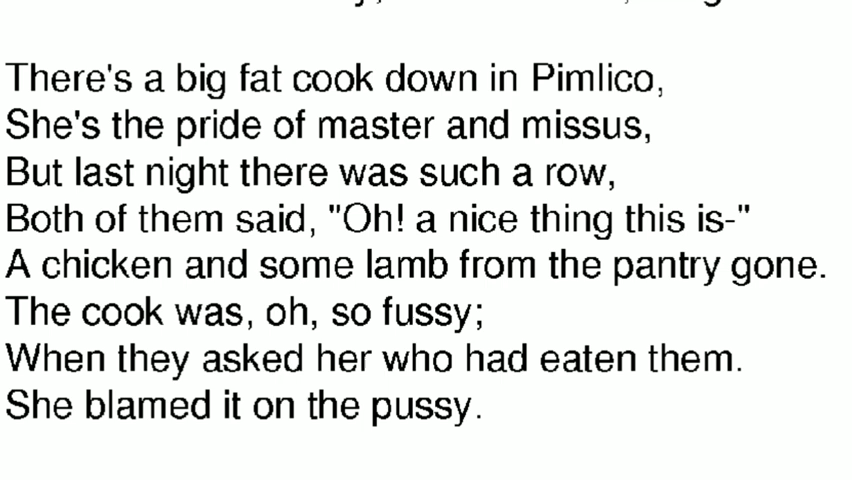 There's a big fat cook down in Pimlico,
She's the pride of master and missus,
But last night there was such a row,
Both of them said, "Oh! a nice thing this is-"
A chicken and some lamb from the pantry gone.
The cook was, oh, so fussy;
When they asked her who had eaten them.
She blamed it on the pussy.